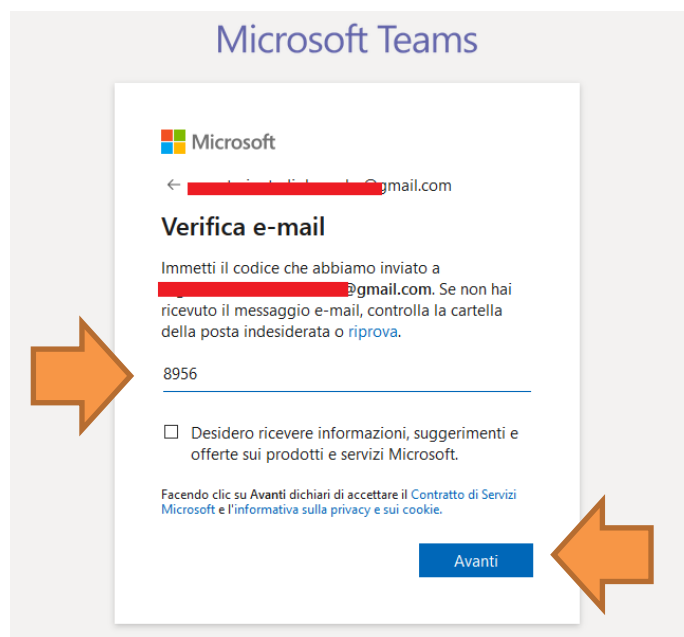 Microsoft Teams
Microsoft
@gmail.com
Verifica e-mail
Immetti il codice che abbiamo inviato a
@gmail.com. Se non hai
ricevuto il messaggio e-mail, controlla la cartella
della posta indesiderata o riprova.
8956
Desidero ricevere informazioni, suggerimenti e
offerte sui prodotti e servizi Microsoft.
Facendo clic su Avanti dichiari di accettare il Contratto di Servizi
Microsoft e l'informativa sulla privacy e sui cookie.
Avanti